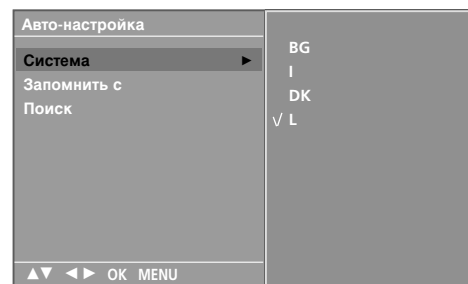 Авто-настройка
Система ►
Запомнить с
Поиск
BG
I
DK
√ L
▲▼ ◄► OK MENU